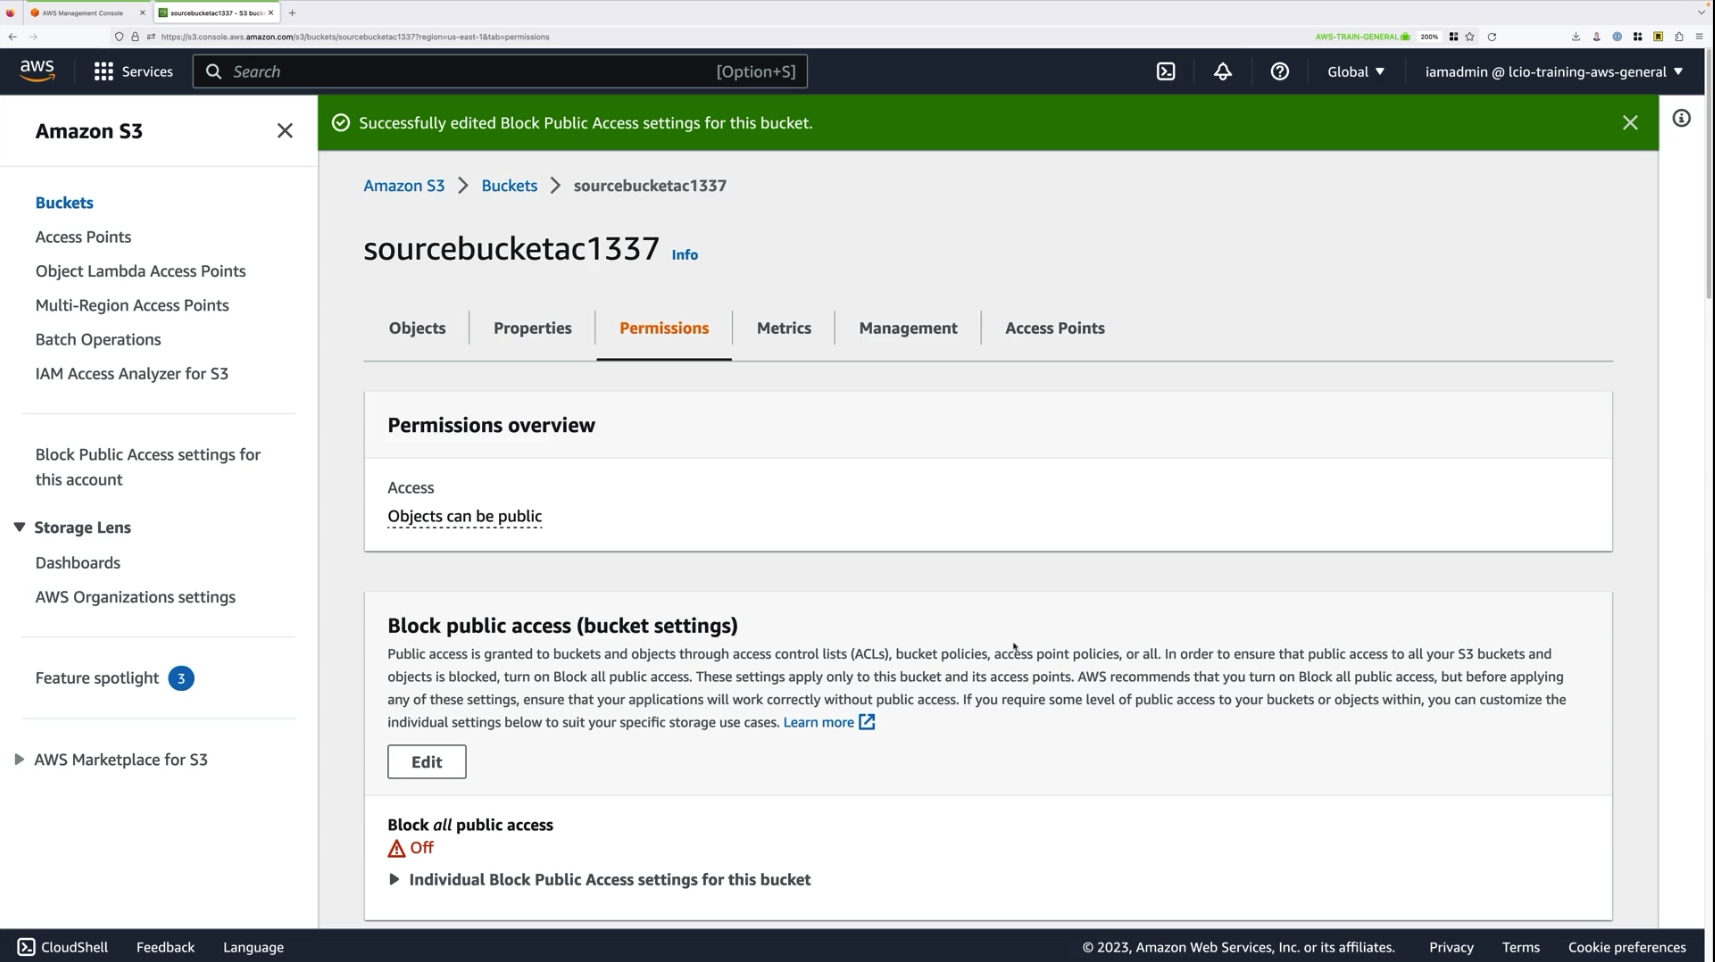 AWS Management Console
sourcebucketac1337 - S3 buck
https://s3.console.aws.amazon.com/s3/buckets/sourcebucketac1337?region=us-east-1&tab=permissions
AWS-TRAIN-GENERAL
200%
aws
Services
Search
[Option+S]
Global
iamadmin @ lcio-training-aws-general
Amazon S3
Buckets
Access Points
Object Lambda Access Points
Multi-Region Access Points
Batch Operations
IAM Access Analyzer for S3
Block Public Access settings for
this account
Storage Lens
Dashboards
AWS Organizations settings
Feature spotlight 3
AWS Marketplace for S3
Successfully edited Block Public Access settings for this bucket.
Amazon S3 > Buckets > sourcebucketac1337
sourcebucketac1337 Info
Objects
Properties
Permissions
Metrics
Management
Access Points
Permissions overview
Access
Objects can be public
Block public access (bucket settings)
Public access is granted to buckets and objects through access control lists (ACLs), bucket policies, access point policies, or all. In order to ensure that public access to all your S3 buckets and
objects is blocked, turn on Block all public access. These settings apply only to this bucket and its access points. AWS recommends that you turn on Block all public access, but before applying
any of these settings, ensure that your applications will work correctly without public access. If you require some level of public access to your buckets or objects within, you can customize the
individual settings below to suit your specific storage use cases. Learn more
Edit
Block all public access
Off
Individual Block Public Access settings for this bucket
CloudShell
Feedback
Language
© 2023, Amazon Web Services, Inc. or its affiliates.
Privacy
Terms
Cookie preferences